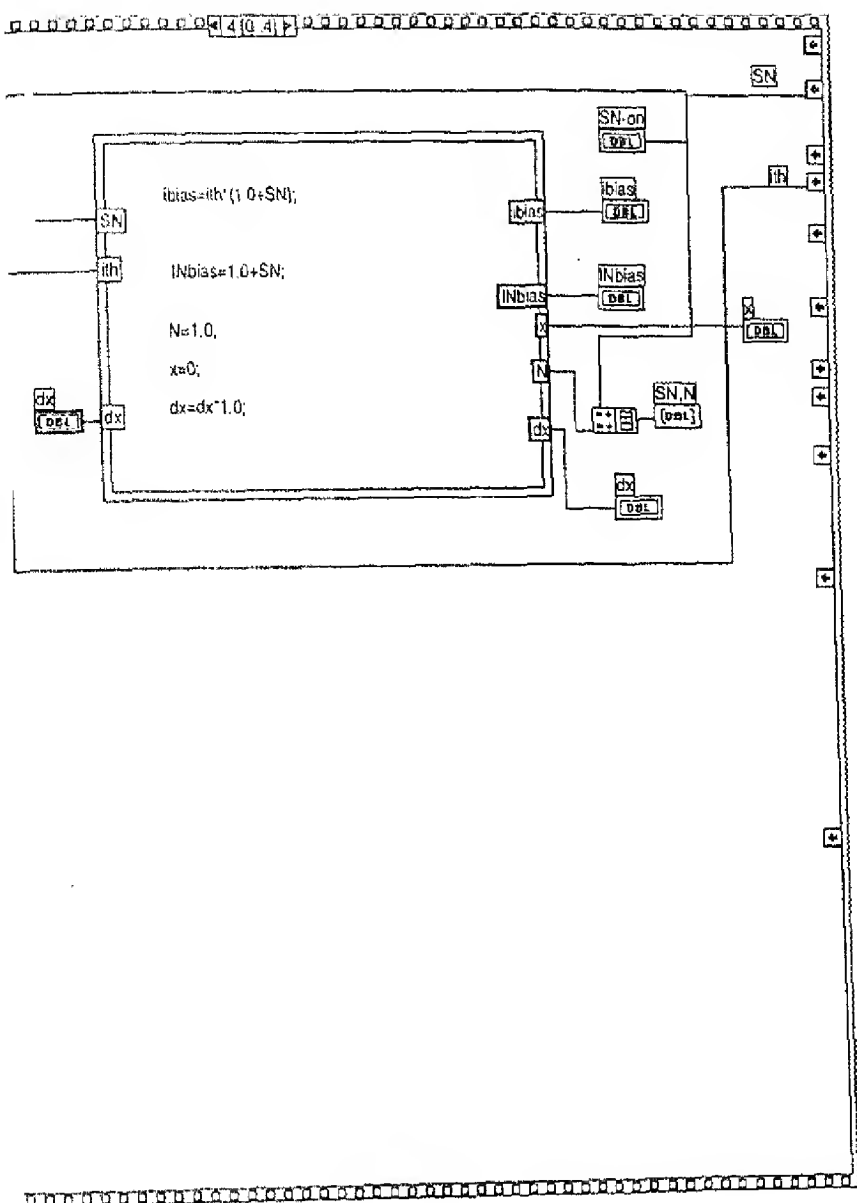 4 [0..4]
SN
SN-on
DBL
ith
ibias=ith*(1.0+SN);
ibias
ibias
DBL
SN
ith
INbias=1.0+SN;
INbias
INbias
DBL
N=1.0,
x
x
DBL
x=0;
N
dx
DBL
dx
dx=dx*1.0;
dx
SN,N
[DBL]
dx
DBL